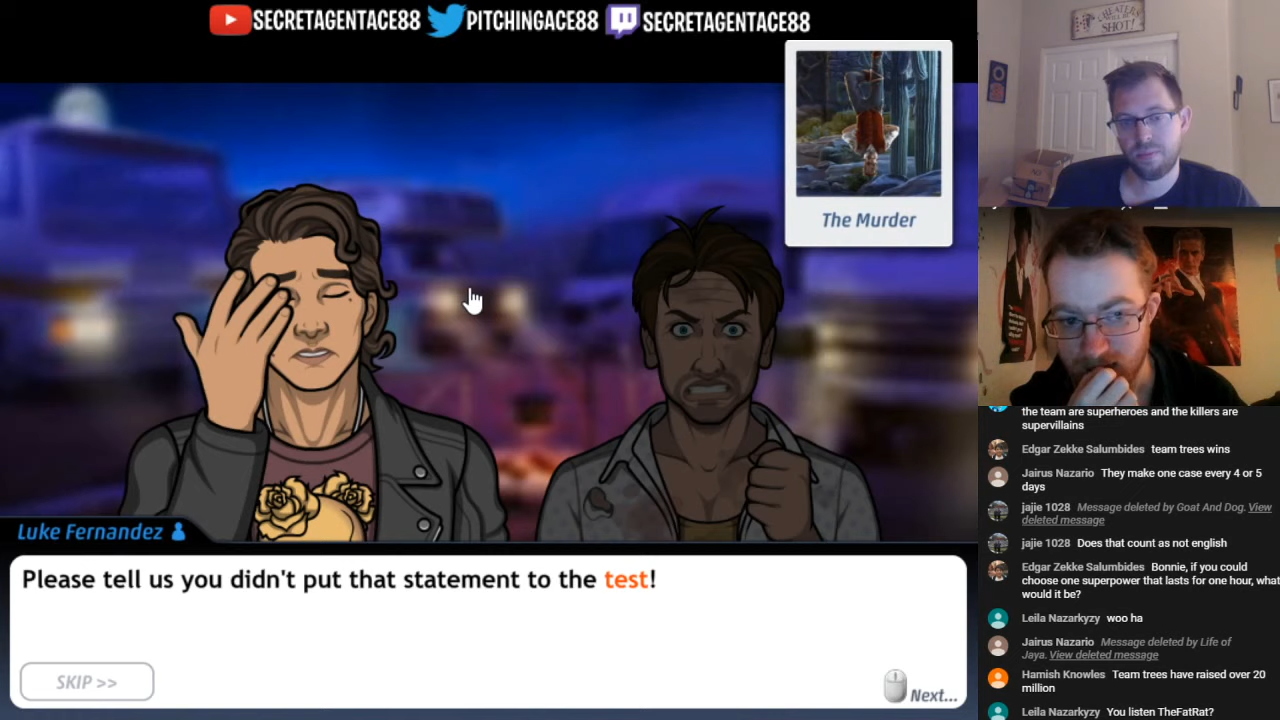 SECRETAGENTACE88 PITCHINGACE88 SECRETAGENTACE88
CHEATERS WILL BE
SHOT!
The Murder
Luke Fernandez
Please tell us you didn't put that statement to the test!
SKIP >>
Next...
the team are superheroes and the killers are
supervillains
Edgar Zekke Salumbides team trees wins
Jairus Nazario They make one case every 4 or 5
days
jajie 1028 Message deleted by Goat And Dog. View
deleted message
jajie 1028 Does that count as not english
Edgar Zekke Salumbides Bonnie, if you could
choose one superpower that lasts for one hour, what
would it be?
Leila Nazarkyzy woo ha
Jairus Nazario Message deleted by Life of
Jaya. View deleted message
Hamish Knowles Team trees have raised over 20
million
Leila Nazarkyzy You listen TheFatRat?